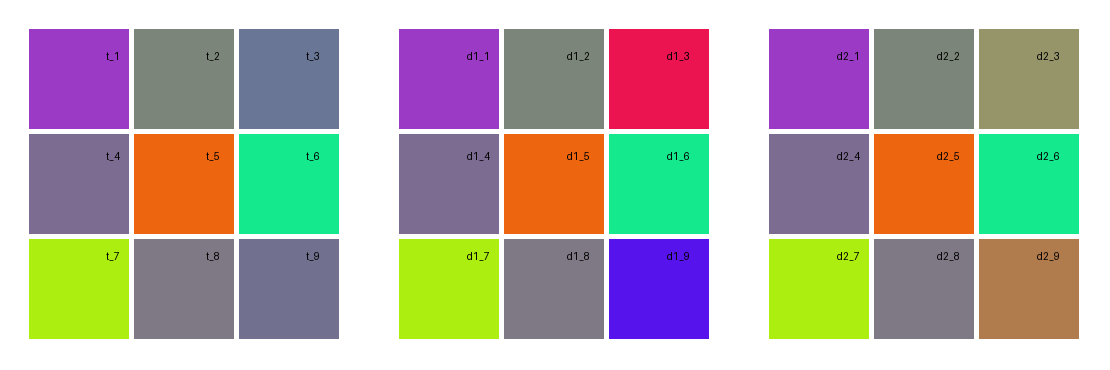 t_1 t_2 t_3 d1_1 d1_2 d1_3 d2_1 d2_2 d2_3
t_4 t_5 t_6 d1_4 d1_5 d1_6 d2_4 d2_5 d2_6
t_7 t_8 t_9 d1_7 d1_8 d1_9 d2_7 d2_8 d2_9